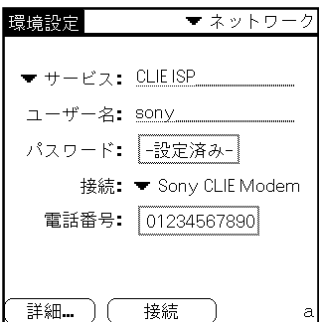 環境設定 ▼ ネットワーク
▼ サービス: CLIE ISP
ユーザー名: sony
パスワード: -設定済み-
接続: ▼ Sony CLIE Modem
電話番号: 01234567890
詳細... 接続 a